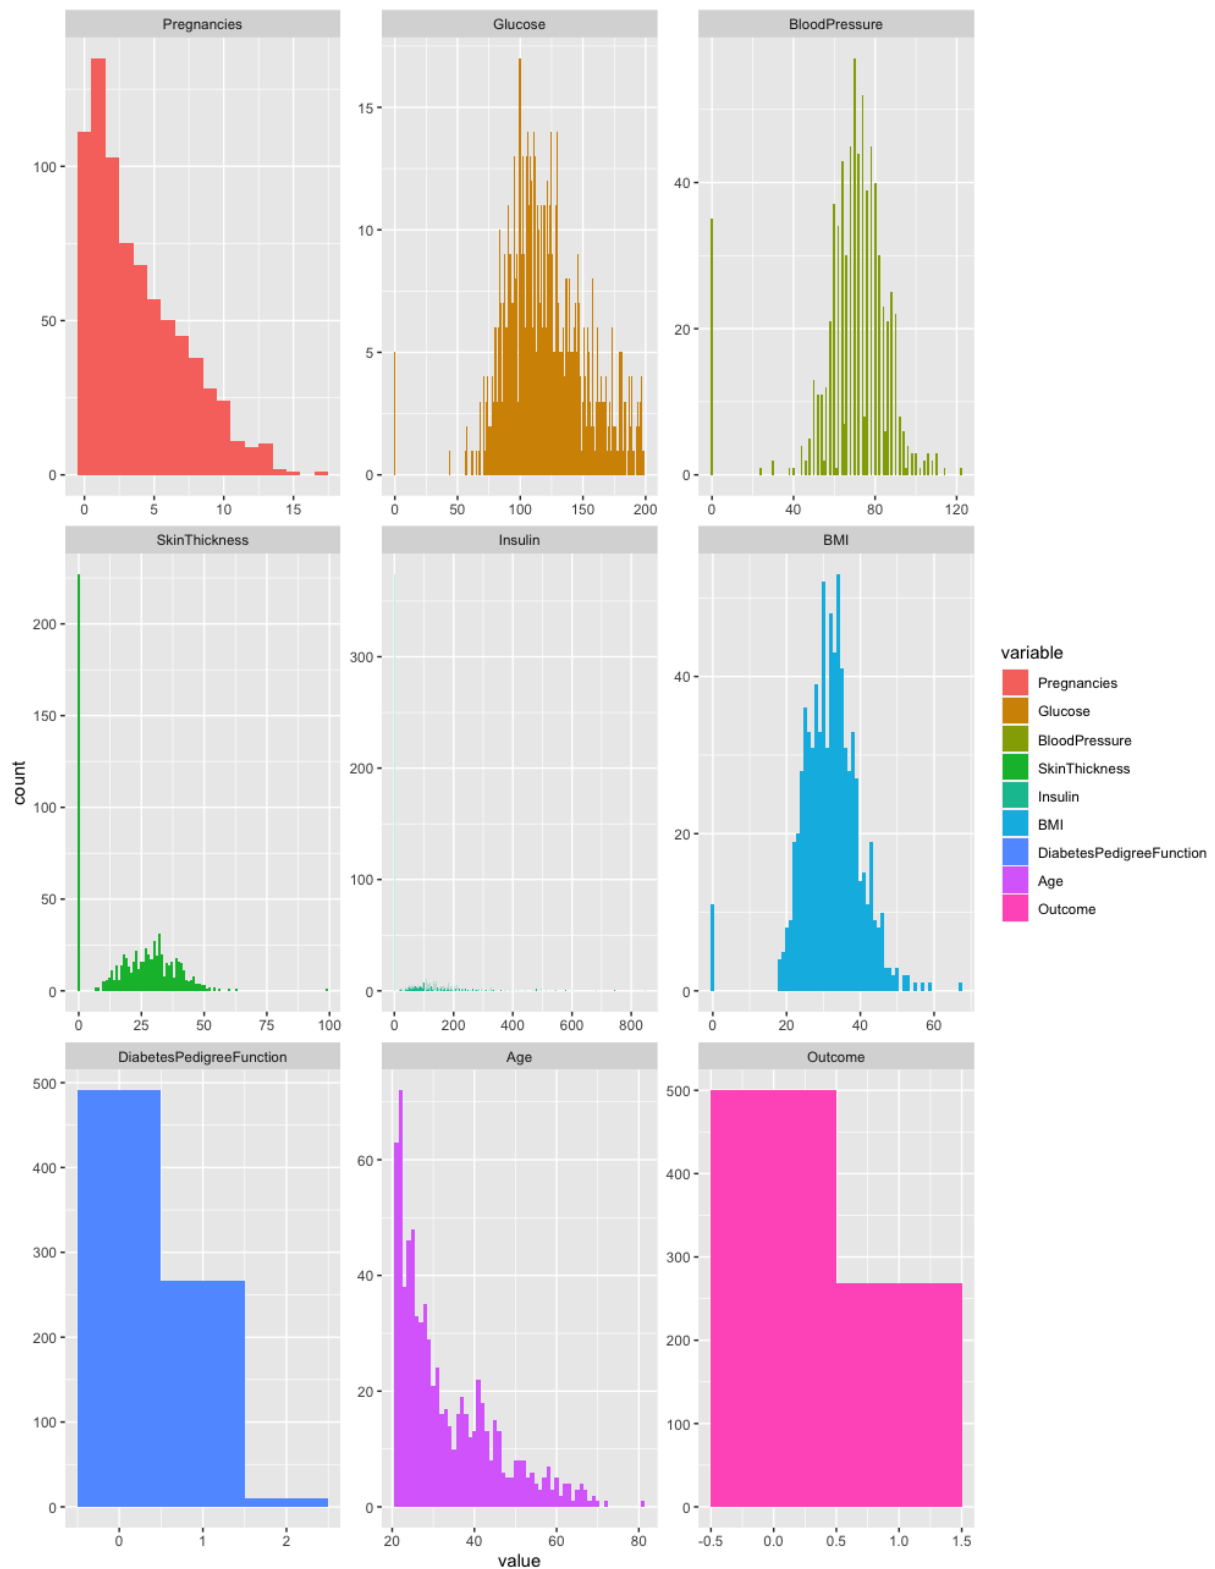 Pregnancies
Glucose
BloodPressure
100
50
0
0 5 10 15
15
10
5
0
0 50 100 150 200
40
20
0
0 40 80 120
SkinThickness
Insulin
BMI
200
150
100
50
0
0 25 50 75 100
300
200
100
0
0 200 400 600 800
40
20
0
0 20 40 60
DiabetesPedigreeFunction
Age
Outcome
500
400
300
200
100
0
0 1 2
60
40
20
0
20 40 60 80
500
400
300
200
100
0
-0.5 0.0 0.5 1.0 1.5
count
value
variable
Pregnancies
Glucose
BloodPressure
SkinThickness
Insulin
BMI
DiabetesPedigreeFunction
Age
Outcome